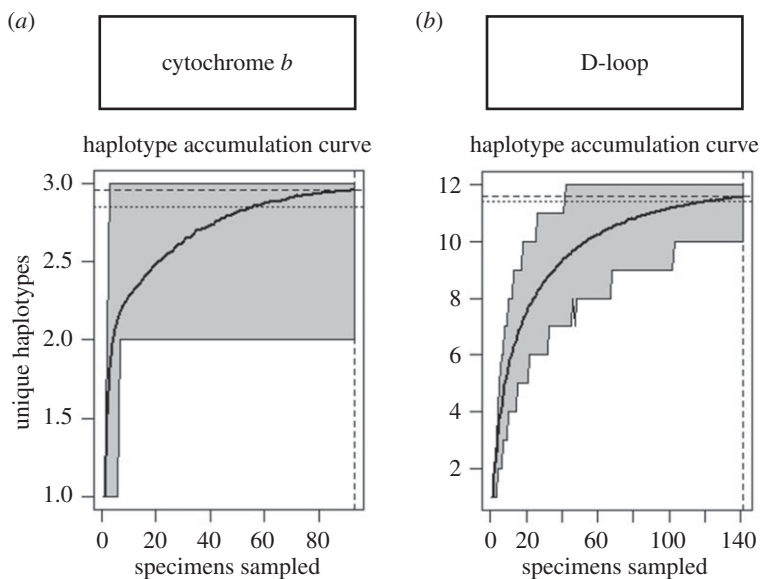 (a)
cytochrome b
haplotype accumulation curve
unique haplotypes
3.0
2.5
2.0
1.5
1.0
0 20 40 60 80
specimens sampled
(b)
D-loop
haplotype accumulation curve
12
10
8
6
4
2
0 20 60 100 140
specimens sampled